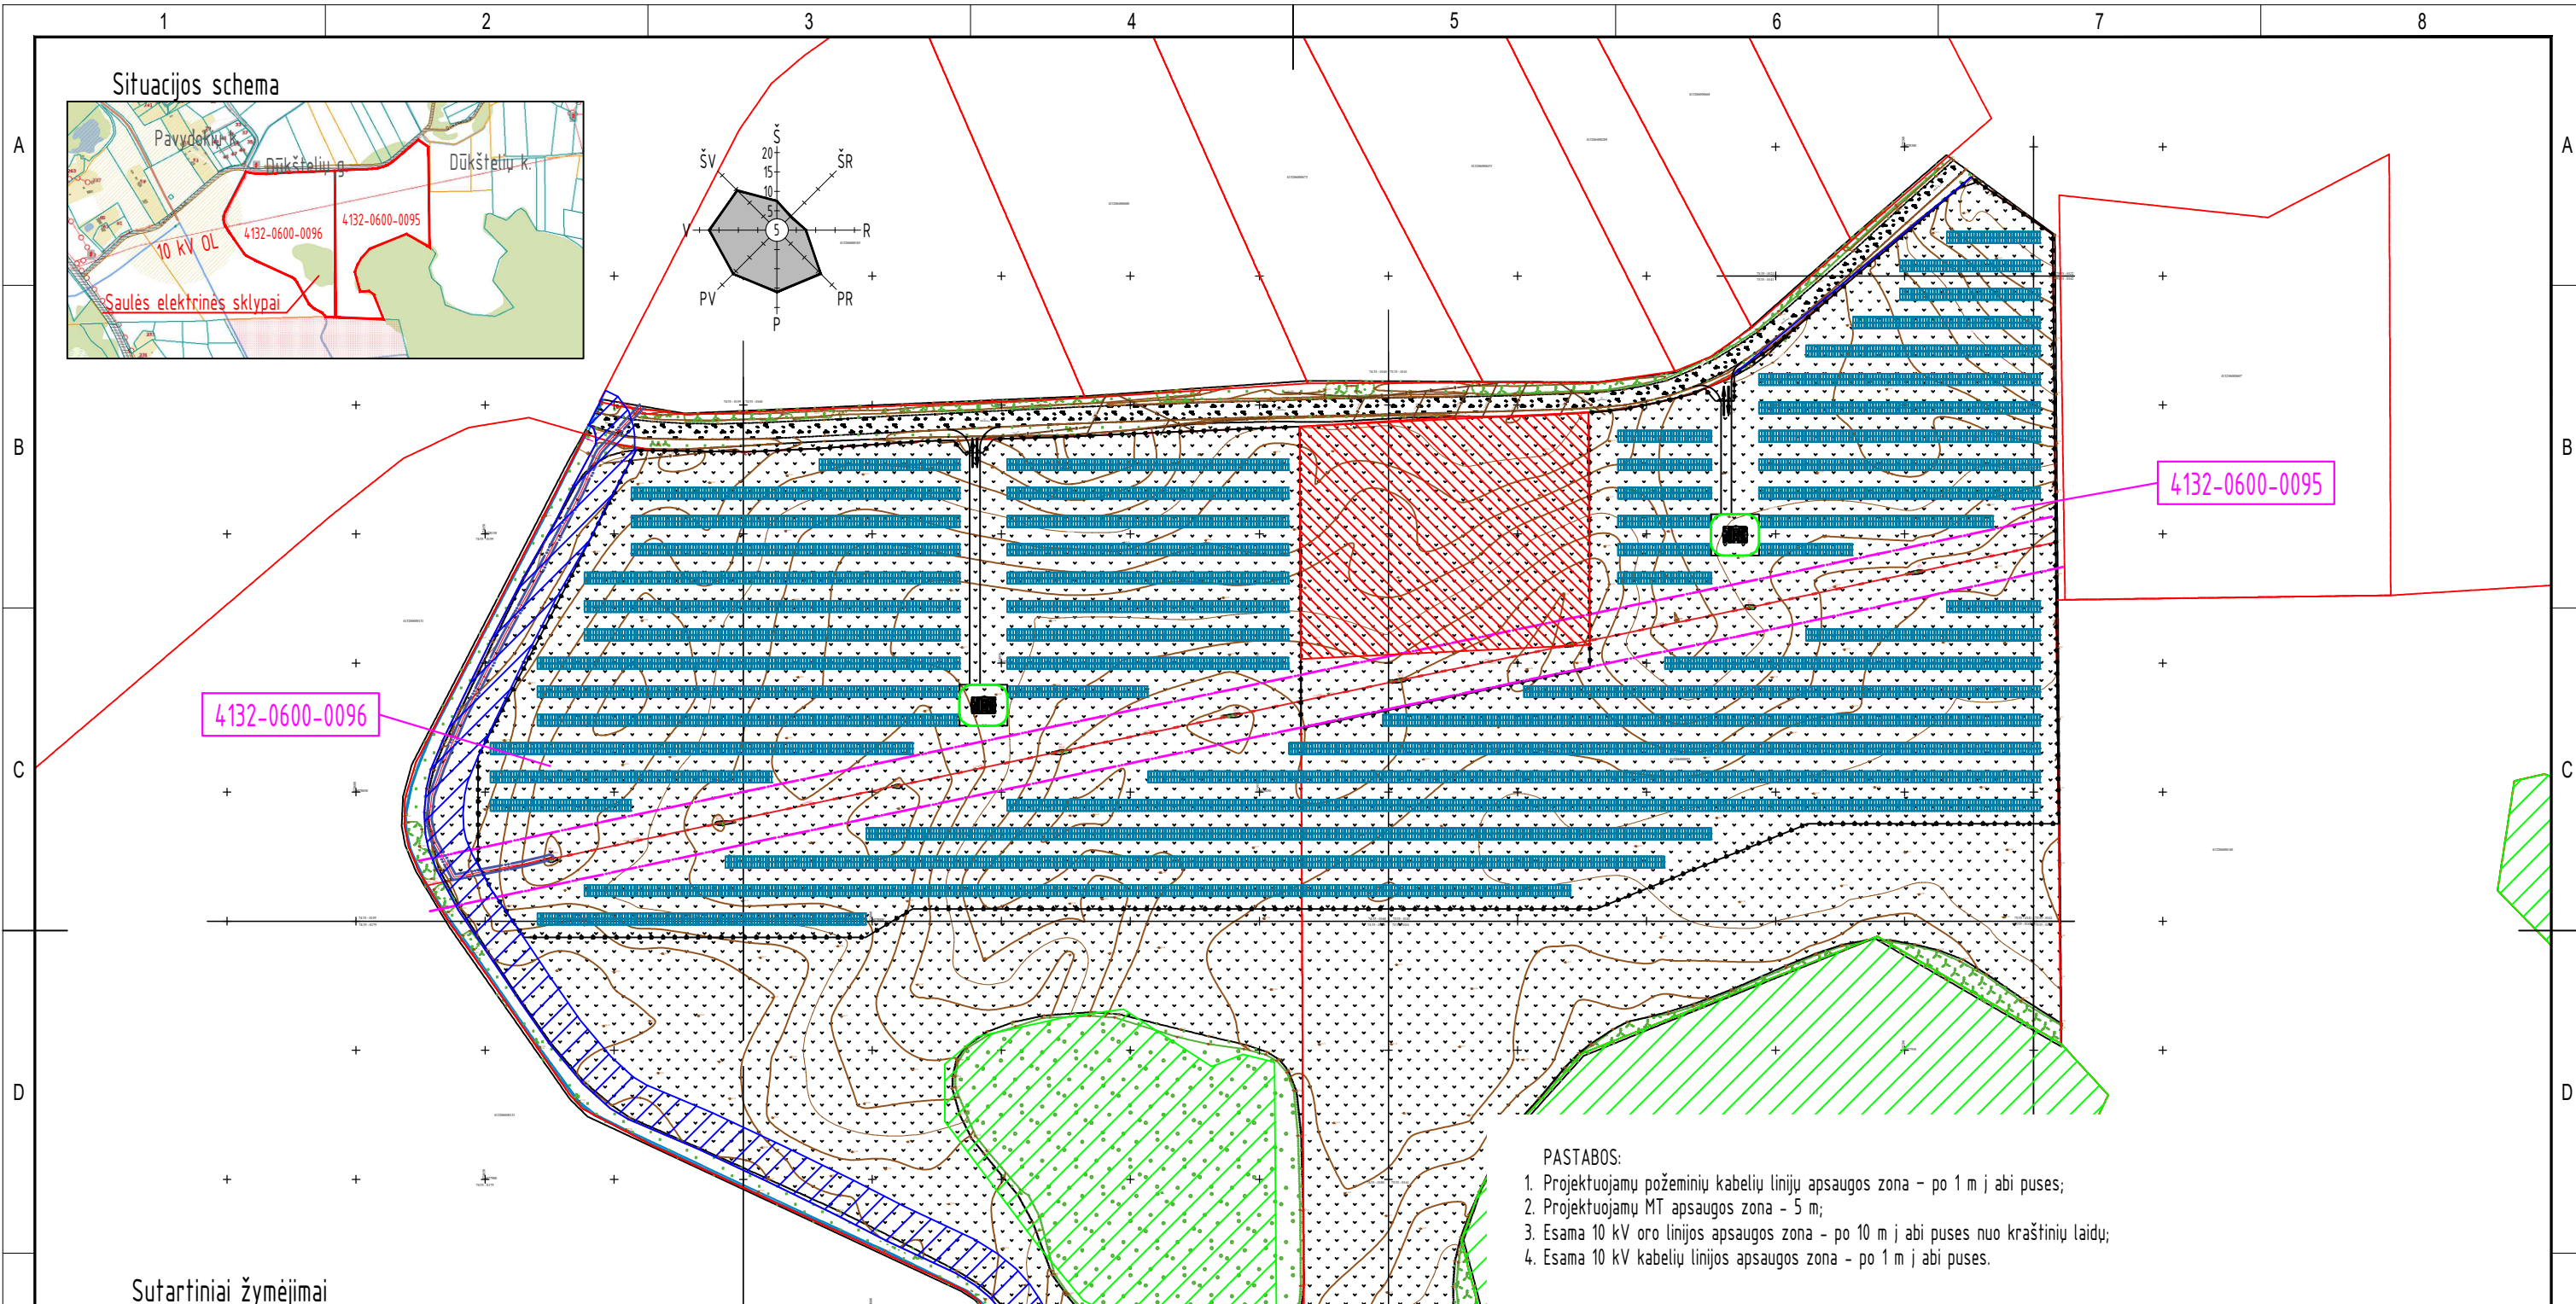 1 2 3 4 5 6 7 8
A
B
C
D
A
B
C
D
Situacijos schema
Pavydokių k.
Dūkštelių g.
Dūkštelių k.
4132-0600-0095
4132-0600-0096
10 kV OL
Saulės elektrinės sklypai
Š
20
15
10
5
5
ŠV
ŠR
V
R
PV
PR
P
4132-0600-0095
4132-0600-0096
PASTABOS:
1. Projektuojamų požeminių kabelių linijų apsaugos zona - po 1 m į abi puses;
2. Projektuojamų MT apsaugos zona - 5 m;
3. Esama 10 kV oro linijos apsaugos zona - po 10 m į abi puses nuo kraštinių laidų;
4. Esama 10 kV kabelių linijos apsaugos zona - po 1 m į abi puses.
Sutartiniai žymėjimai